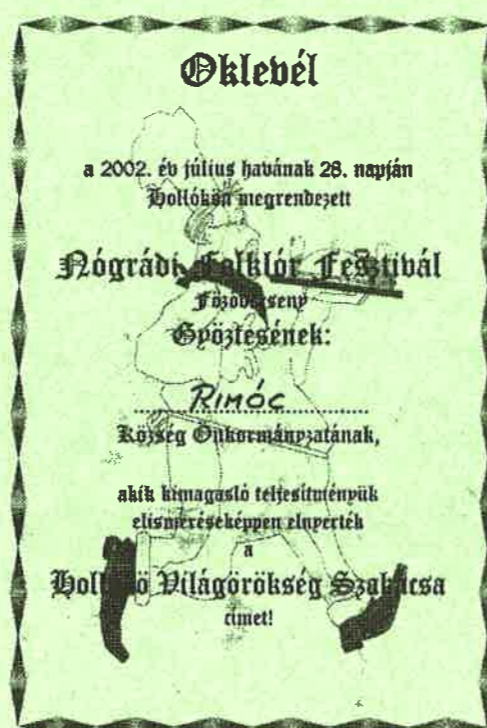 Oklevél
a 2002. év július havának 28. napján
Hollókőn megrendezett
Nógrádi Folklór Fesztivál
Főzőverseny
Győztesének:
RIMÓC
Község Önkormányzatának,
akik kimagasló teljesítményük
elismeréseképpen elnyerték
a
Hollókő Világörökség Szakácsa
címet!